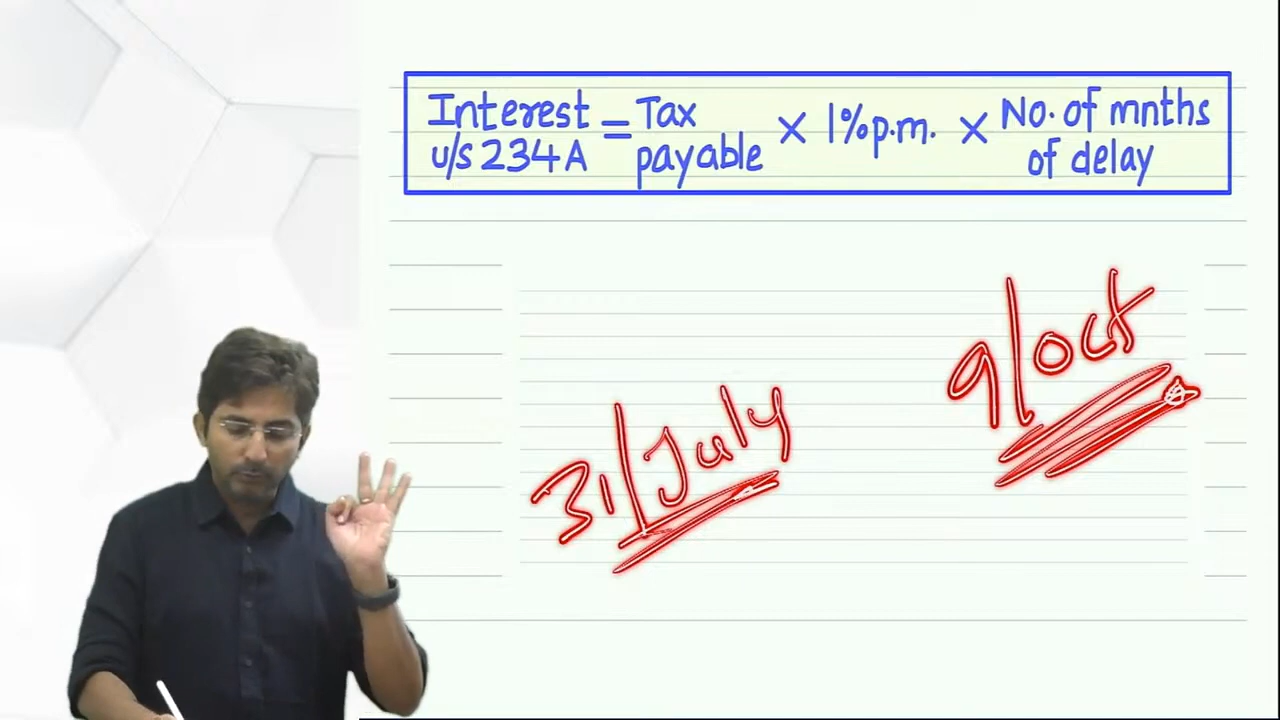 Interest
u/s 234A
= Tax
payable
× 1% p.m. ×
No. of mnths
of delay
31/July
9/Oct